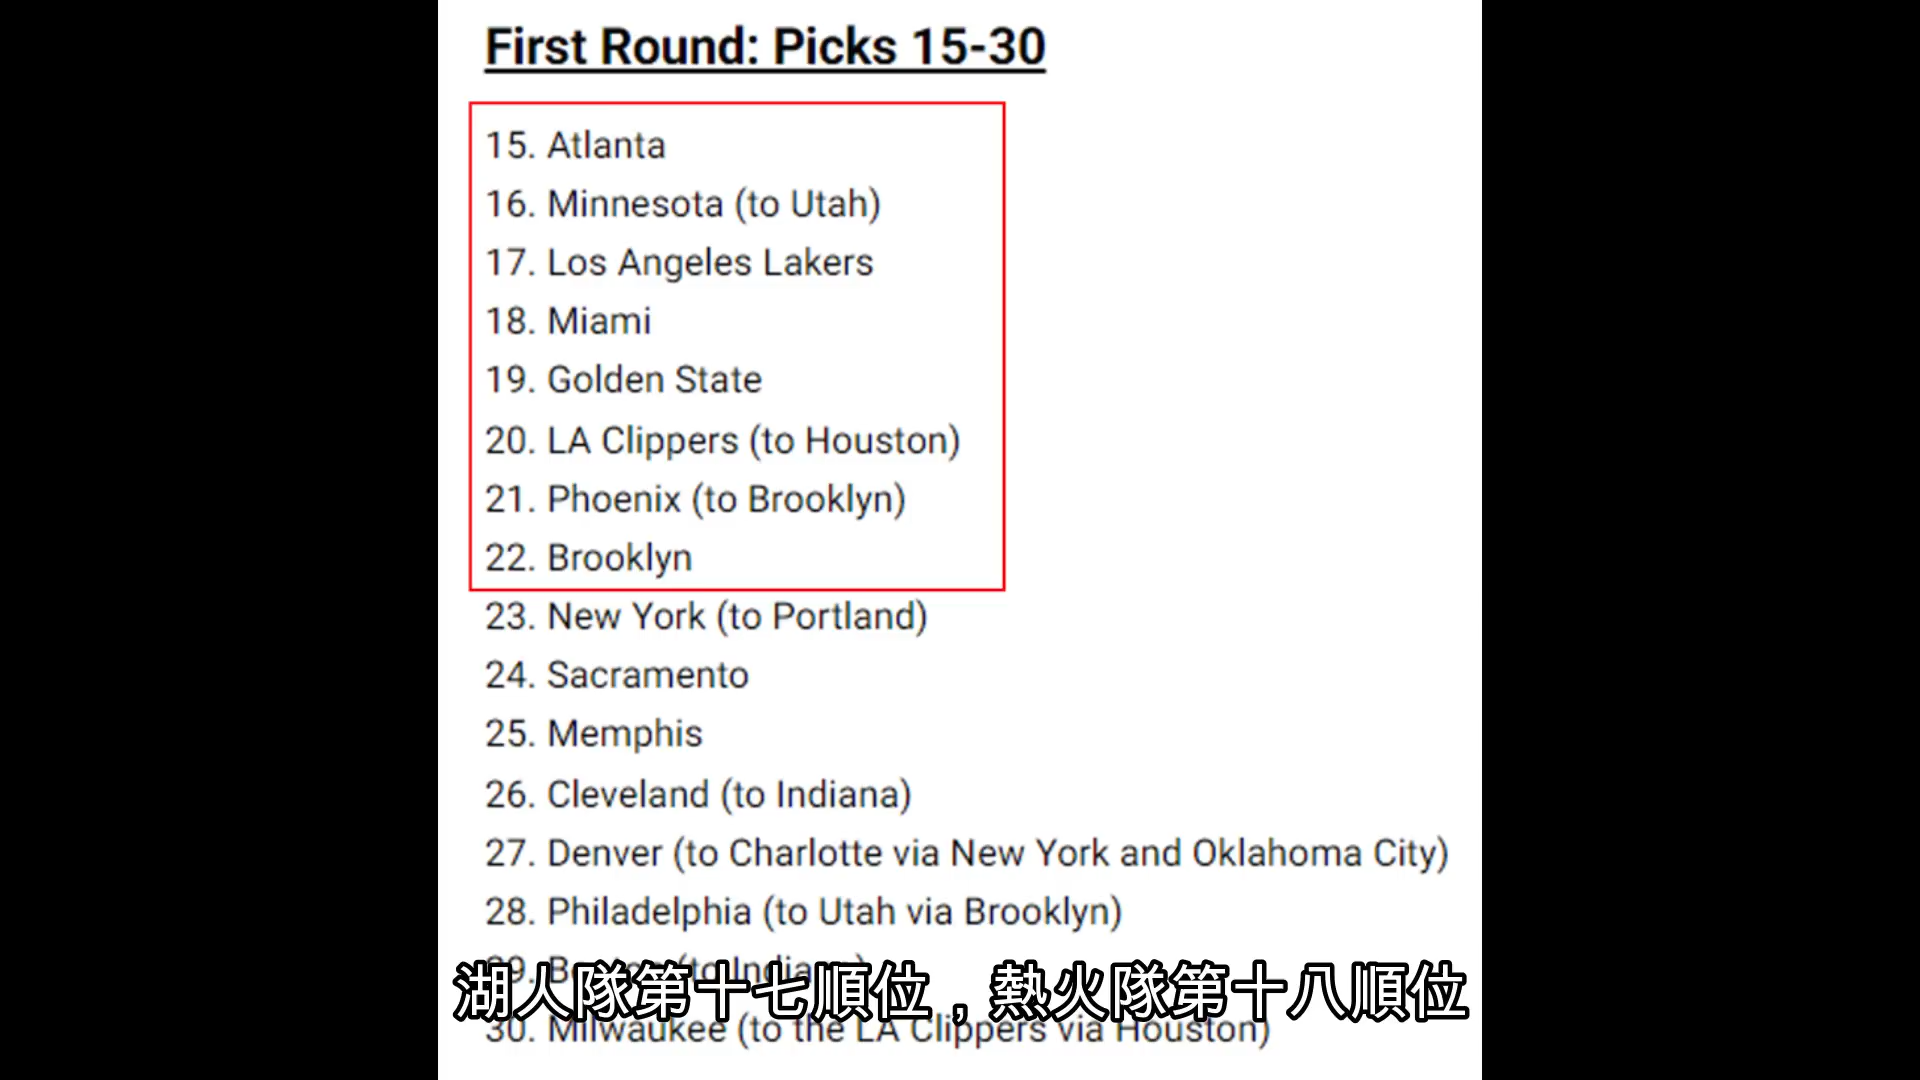 First Round: Picks 15-30
15. Atlanta
16. Minnesota (to Utah)
17. Los Angeles Lakers
18. Miami
19. Golden State
20. LA Clippers (to Houston)
21. Phoenix (to Brooklyn)
22. Brooklyn
23. New York (to Portland)
24. Sacramento
25. Memphis
26. Cleveland (to Indiana)
27. Denver (to Charlotte via New York and Oklahoma City)
28. Philadelphia (to Utah via Brooklyn)
29. Boston (to Indiana)
湖人隊第十七順位，熱火隊第十八順位
30. Milwaukee (to the LA Clippers via Houston)